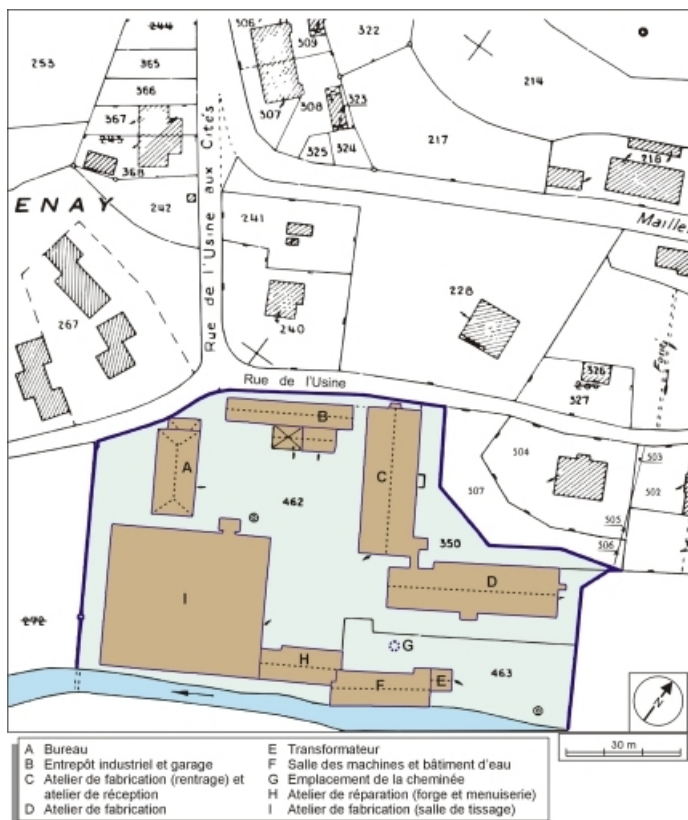 244
506
509
322
253
365
366
214
307
308
323
367
243
217
325
324
218
368
242
Rue de l'Usine aux Cités
ENAY
241
Maille
228
267
240
326
327
Rue de l'Usine
B
A
504
503
C
462
507
502
350
505
506
D
I
272
G
H
463
F
E
N
30 m
A Bureau
B Entrepôt industriel et garage
C Atelier de fabrication (rentrage) et
atelier de réception
D Atelier de fabrication
E Transformateur
F Salle des machines et bâtiment d'eau
G Emplacement de la cheminée
H Atelier de réparation (forge et menuiserie)
I Atelier de fabrication (salle de tissage)